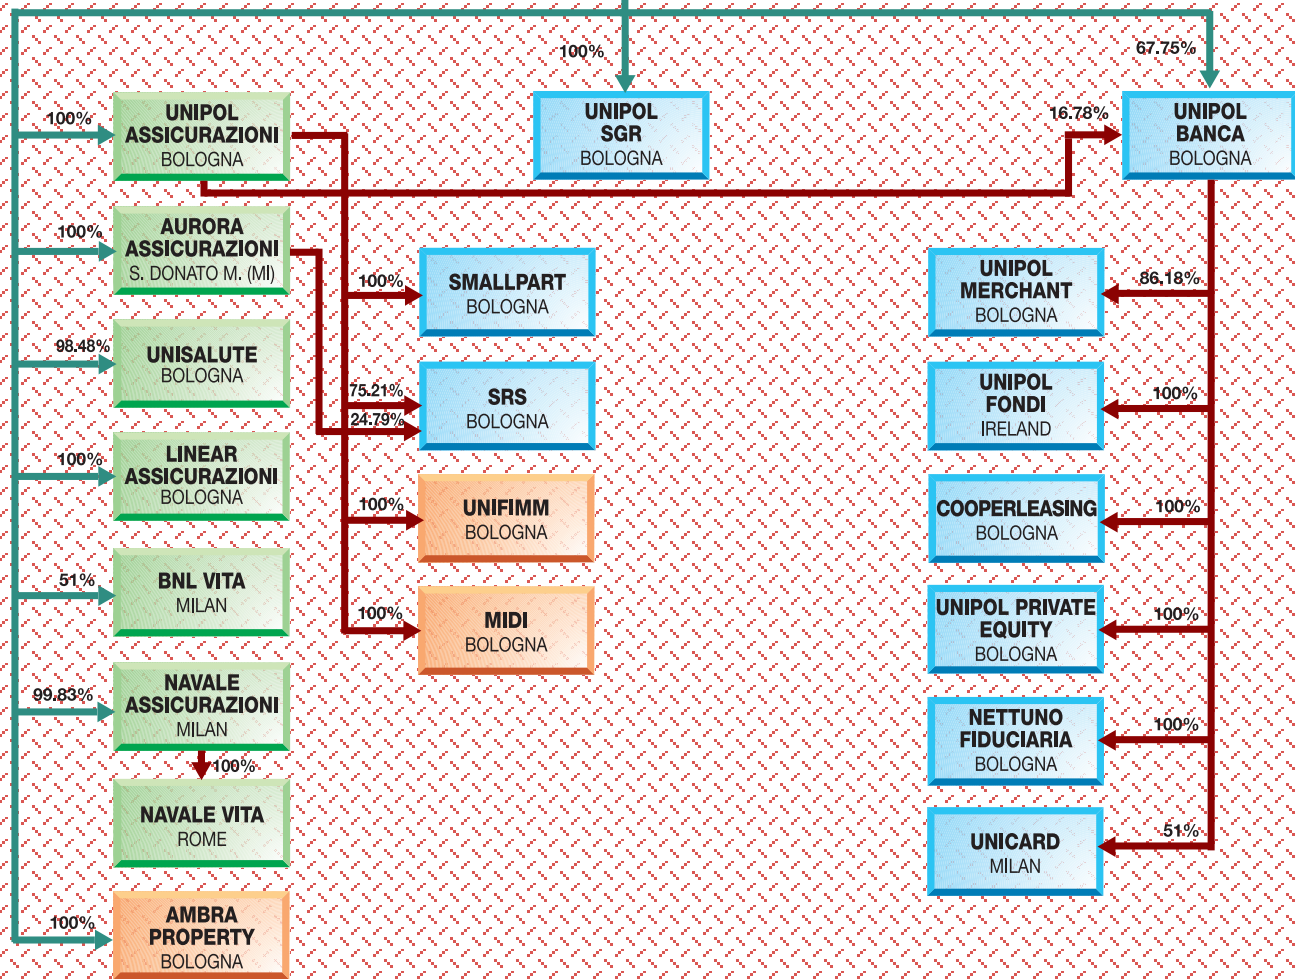 100%
67.75%
100%
UNIPOL
ASSICURAZIONI
BOLOGNA
UNIPOL
SGR
BOLOGNA
16.78%
UNIPOL
BANCA
BOLOGNA
100%
AURORA
ASSICURAZIONI
S. DONATO M. (MI)
100%
SMALLPART
BOLOGNA
UNIPOL
MERCHANT
BOLOGNA
86.18%
98.48%
UNISALUTE
BOLOGNA
75.21%
24.79%
SRS
BOLOGNA
UNIPOL
FONDI
IRELAND
100%
100%
LINEAR
ASSICURAZIONI
BOLOGNA
100%
UNIFIMM
BOLOGNA
COOPERLEASING
BOLOGNA
100%
51%
BNL VITA
MILAN
100%
MIDI
BOLOGNA
UNIPOL PRIVATE
EQUITY
BOLOGNA
100%
99.83%
NAVALE
ASSICURAZIONI
MILAN
100%
NETTUNO
FIDUCIARIA
BOLOGNA
100%
NAVALE VITA
ROME
UNICARD
MILAN
51%
100%
AMBRA
PROPERTY
BOLOGNA